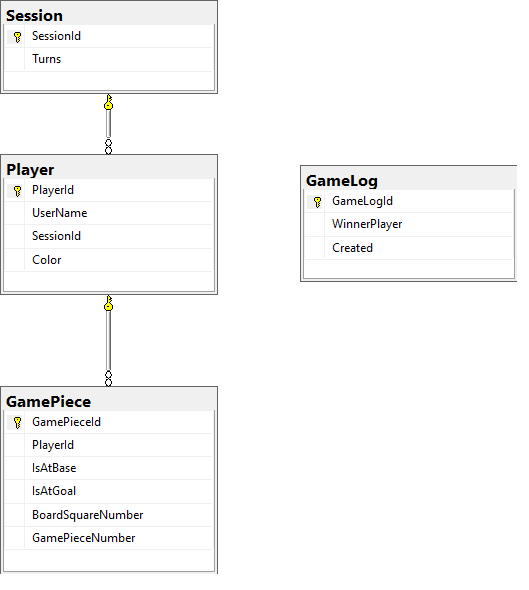 Session
SessionId
Turns
Player
PlayerId
UserName
SessionId
Color
GameLog
GameLogId
WinnerPlayer
Created
GamePiece
GamePieceId
PlayerId
IsAtBase
IsAtGoal
BoardSquareNumber
GamePieceNumber